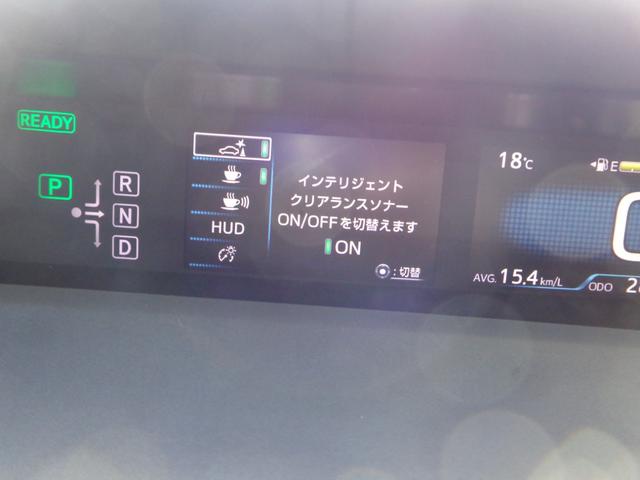 READY
P
R
N
D
HUD
インテリジェント
クリアランスソナー
ON/OFFを切替えます
ON
:切替
18℃
E
AVG. 15.4 km/L
ODO